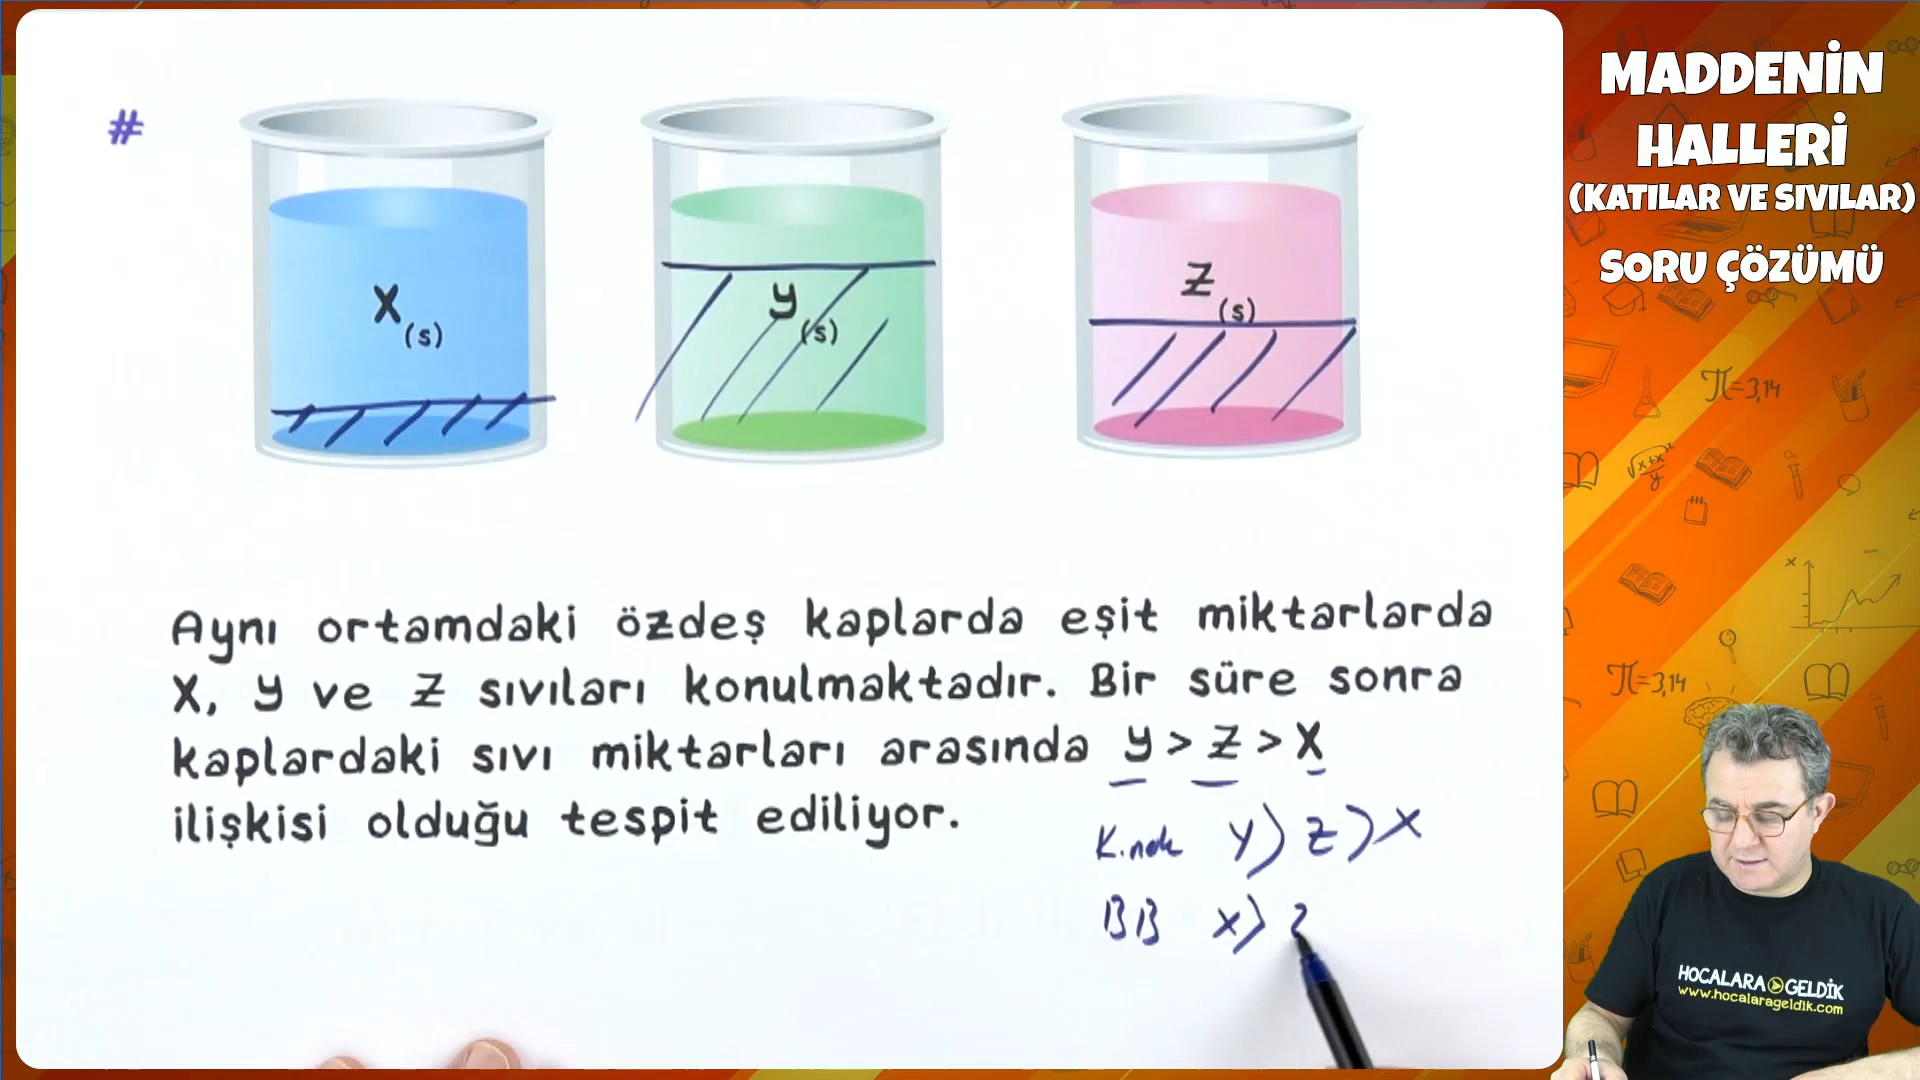 #
X(s)
y(s)
Z(s)
Aynı ortamdaki özdeş kaplarda eşit miktarlarda
X, y ve Z sıvıları konulmaktadır. Bir süre sonra
kaplardaki sıvı miktarları arasında y > Z > X
ilişkisi olduğu tespit ediliyor.
K.nok Y > Z > X
BB X >
MADDENİN
HALLERİ
(KATILAR VE SIVILAR)
SORU ÇÖZÜMÜ
π=3,14
π=3,14
x
HOCALARA GELDİK
www.hocalarageldik.com